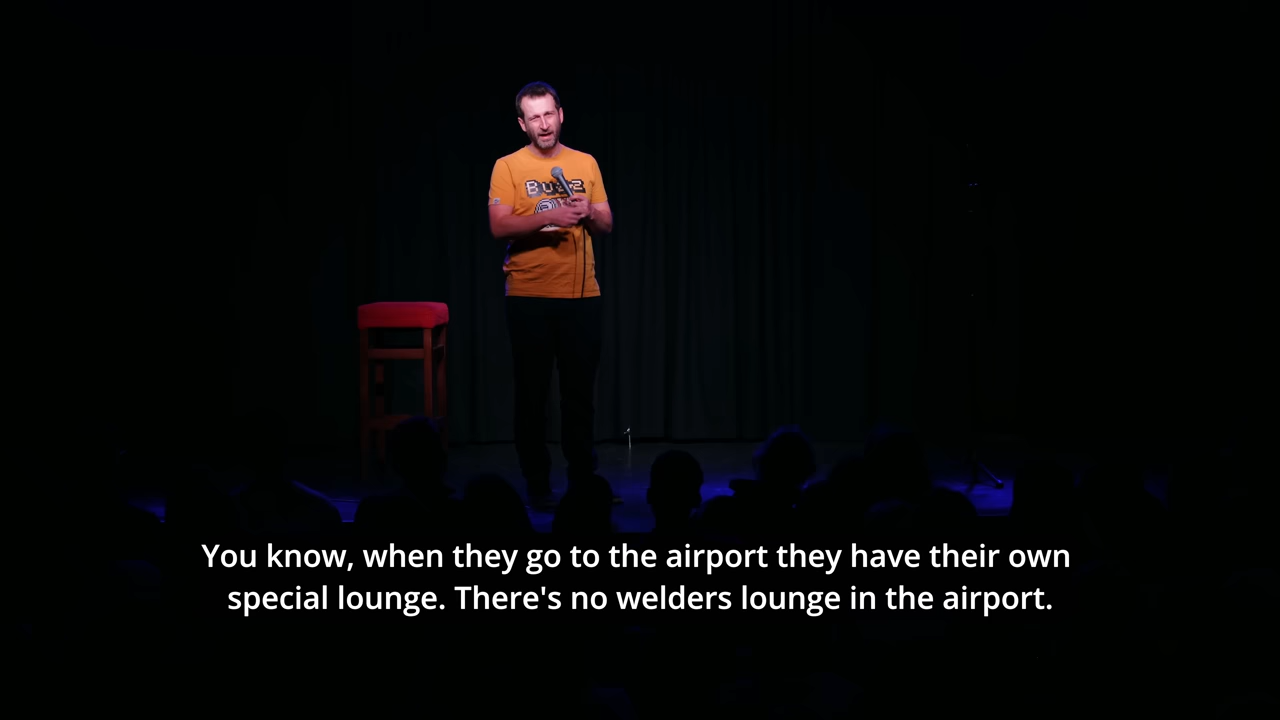 Buzz
You know, when they go to the airport they have their own
special lounge. There's no welders lounge in the airport.